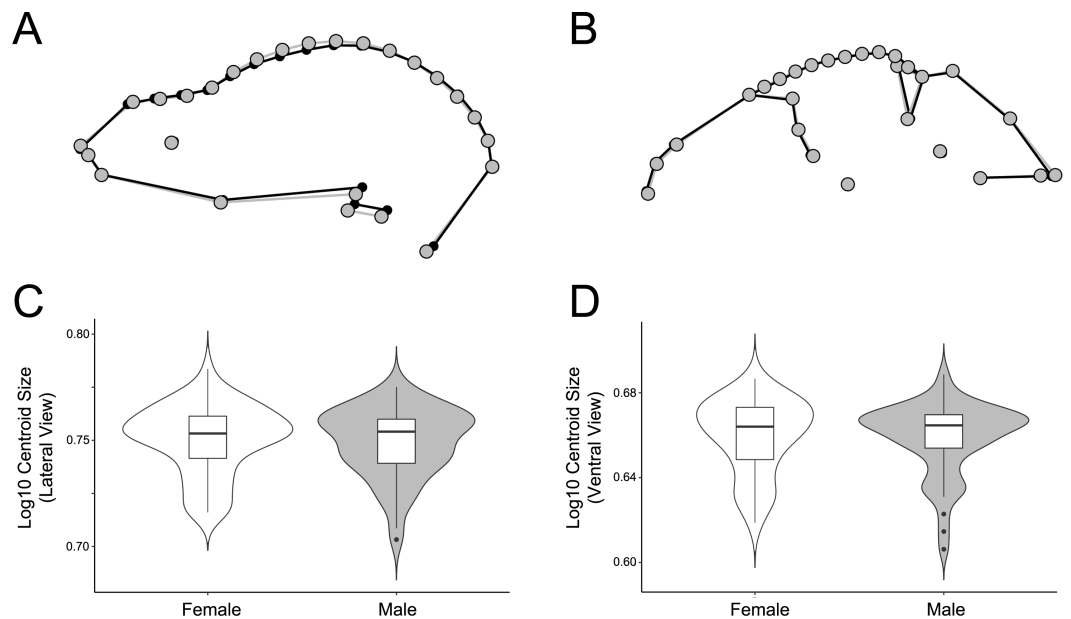 A
B
C
D
Log10 Centroid Size
(Lateral View)
0.80
0.75
0.70
Female
Male
Log10 Centroid Size
(Ventral View)
0.68
0.64
0.60
Female
Male